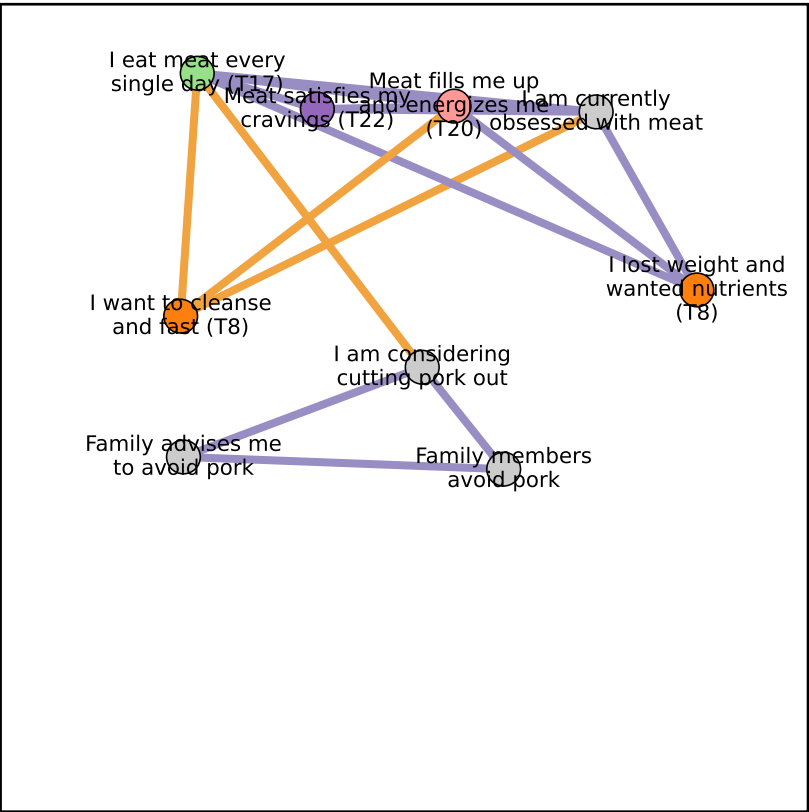 I eat meat every
single day (T17)
Meat satisfies my
cravings (T22)
Meat fills me up
and energizes me
(T20)
I am currently
obsessed with meat
I lost weight and
wanted nutrients
(T8)
I want to cleanse
and fast (T8)
I am considering
cutting pork out
Family advises me
to avoid pork
Family members
avoid pork